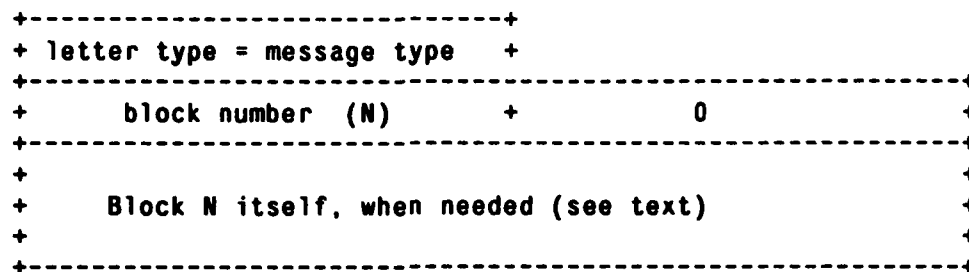 +-------------------------------+
+ letter type = message type +
+---------------------------------------------------------------+
+ block number (N) + 0 +
+---------------------------------------------------------------+
+ +
+ Block N itself, when needed (see text) +
+ +
+---------------------------------------------------------------+